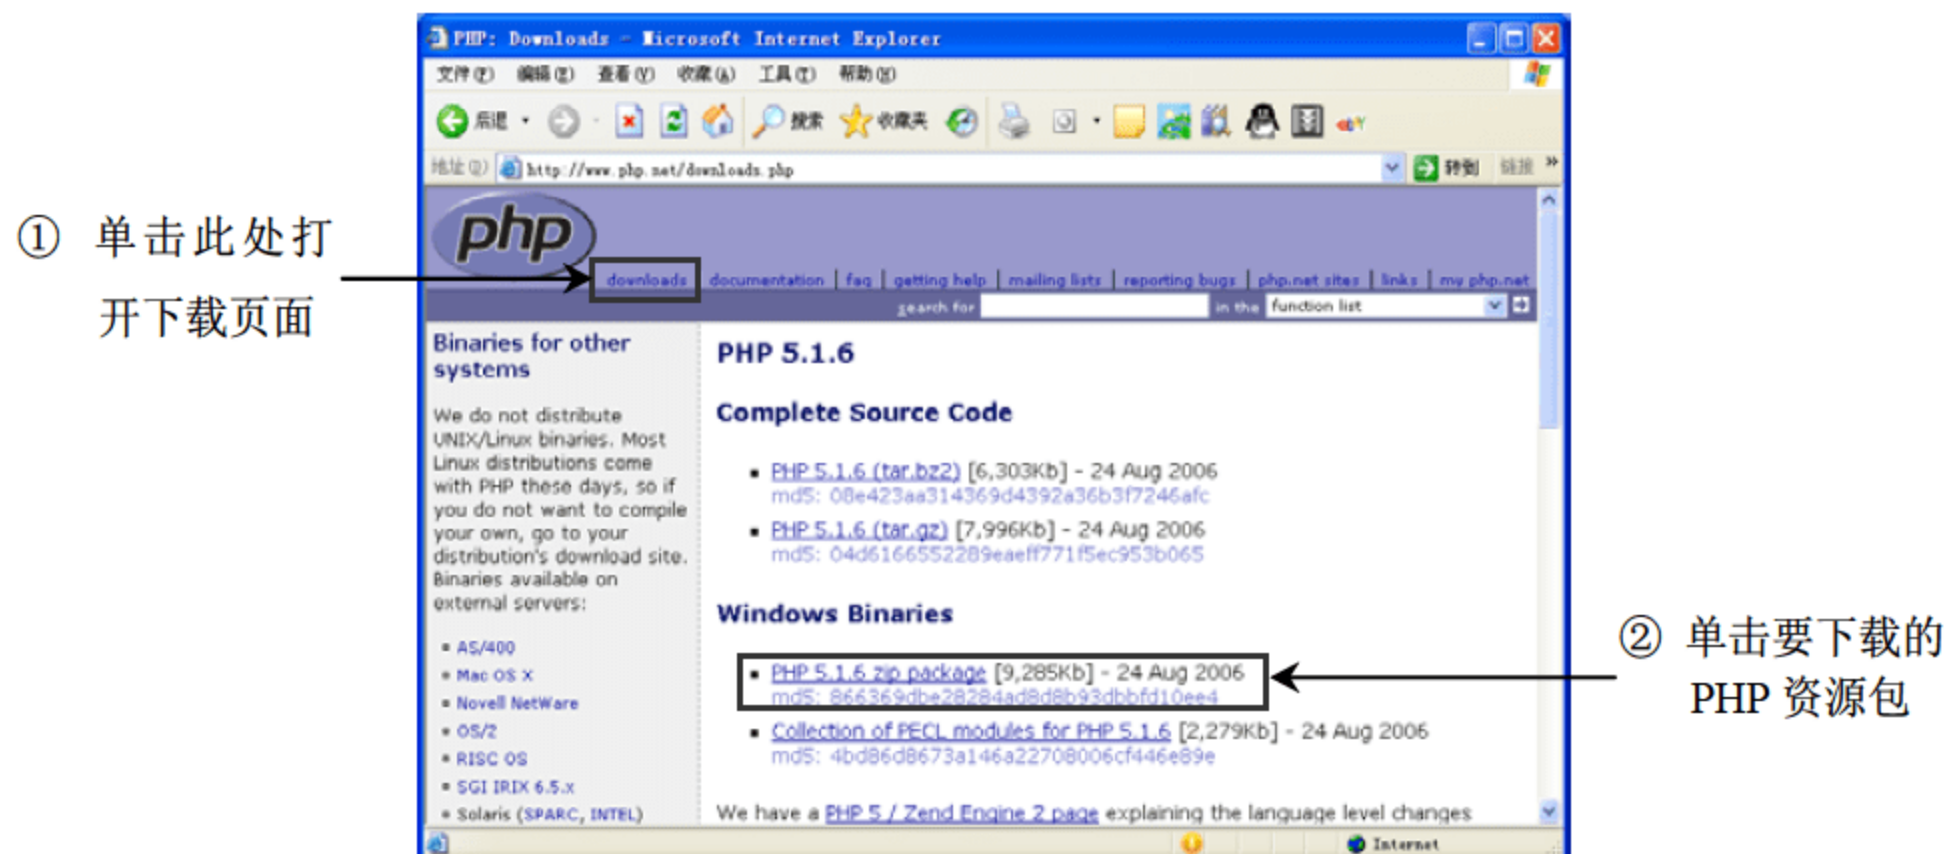 PHP: Downloads - Microsoft Internet Explorer
文件(F) 编辑(E) 查看(V) 收藏(A) 工具(T) 帮助(H)
后退 搜索 收藏夹 ebY
地址(D) http://www.php.net/downloads.php 转到 链接 »
php
① 单击此处打
开下载页面
downloads documentation | faq | getting help | mailing lists | reporting bugs | php.net sites | links | my php.net
search for in the function list
Binaries for other
systems
We do not distribute
UNIX/Linux binaries. Most
Linux distributions come
with PHP these days, so if
you do not want to compile
your own, go to your
distribution's download site.
Binaries available on
external servers:
AS/400
Mac OS X
Novell NetWare
OS/2
RISC OS
SGI IRIX 6.5.x
Solaris (SPARC, INTEL)
PHP 5.1.6
Complete Source Code
PHP 5.1.6 (tar.bz2) [6,303Kb] - 24 Aug 2006
md5: 08e423aa314369d4392a36b3f7246afc
PHP 5.1.6 (tar.gz) [7,996Kb] - 24 Aug 2006
md5: 04d6166552289eaeff771f5ec953b065
Windows Binaries
PHP 5.1.6 zip package [9,285Kb] - 24 Aug 2006
md5: 866369dbe28284ad8d8b93dbbfd10ee4
Collection of PECL modules for PHP 5.1.6 [2,279Kb] - 24 Aug 2006
md5: 4bd86d8673a146a22708006cf446e89e
We have a PHP 5 / Zend Engine 2 page explaining the language level changes
② 单击要下载的
PHP 资源包
Internet